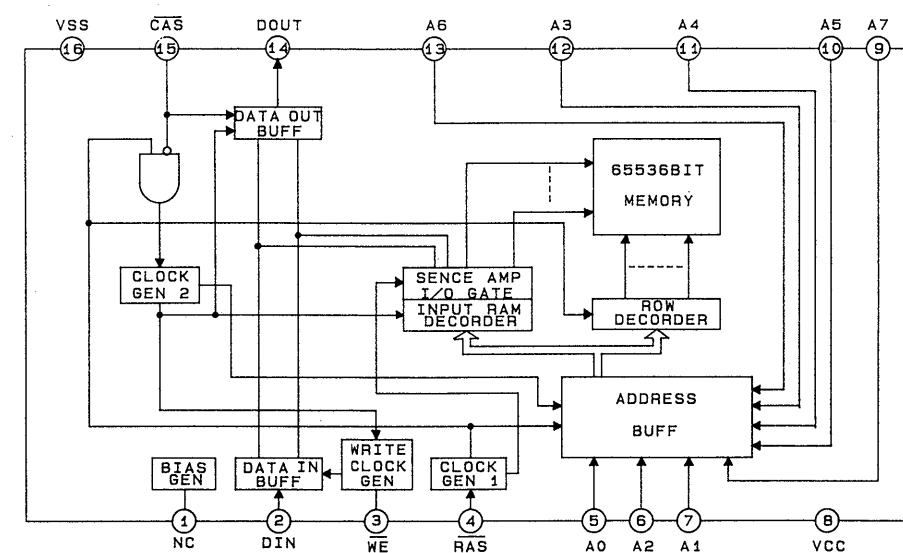 VSS
CAS
DOUT
A6
A3
A4
A5
A7
16
15
14
13
12
11
10
9
DATA OUT
BUFF
65536BIT
MEMORY
CLOCK
GEN 2
SENCE AMP
I/O GATE
INPUT RAM
DECORDER
ROW
DECORDER
ADDRESS
BUFF
BIAS
GEN
DATA IN
BUFF
WRITE
CLOCK
GEN
CLOCK
GEN 1
1
2
3
4
5
6
7
8
NC
DIN
WE
RAS
A0
A2
A1
VCC